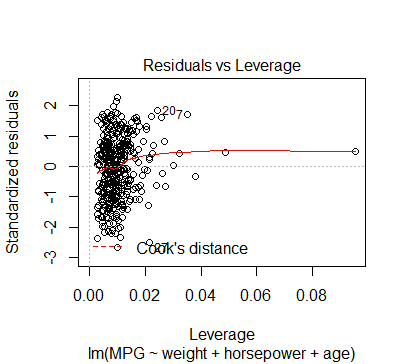 Residuals vs Leverage
Standardized residuals
2
1
0
-1
-2
-3
20
7
Cook's distance
27
0.00 0.02 0.04 0.06 0.08
Leverage
lm(MPG ~ weight + horsepower + age)